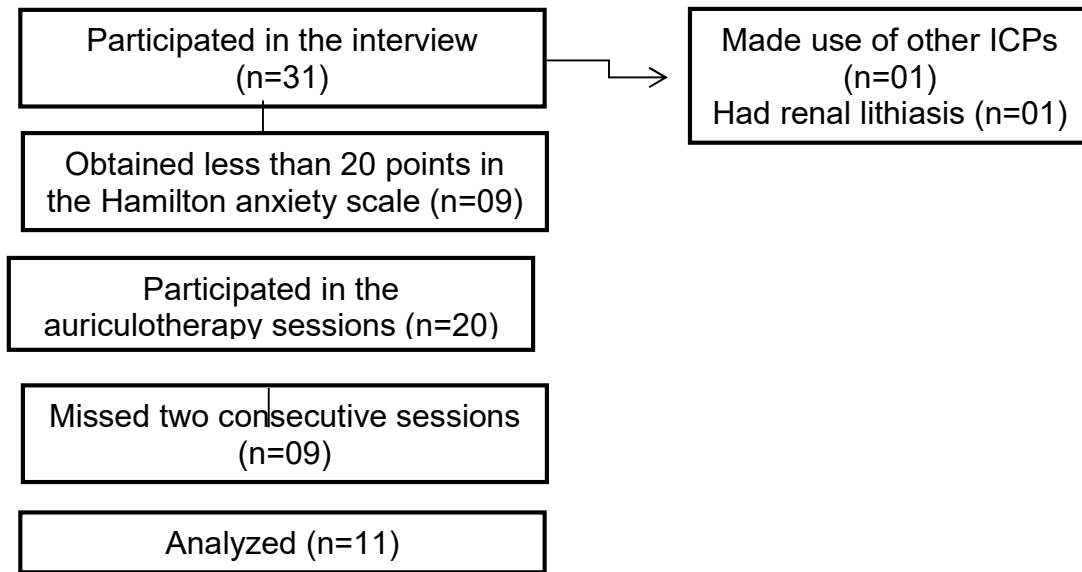 Participated in the interview
(n=31)
Made use of other ICPs
(n=01)
Had renal lithiasis (n=01)
Obtained less than 20 points in
the Hamilton anxiety scale (n=09)
Participated in the
auriculotherapy sessions (n=20)
Missed two consecutive sessions
(n=09)
Analyzed (n=11)